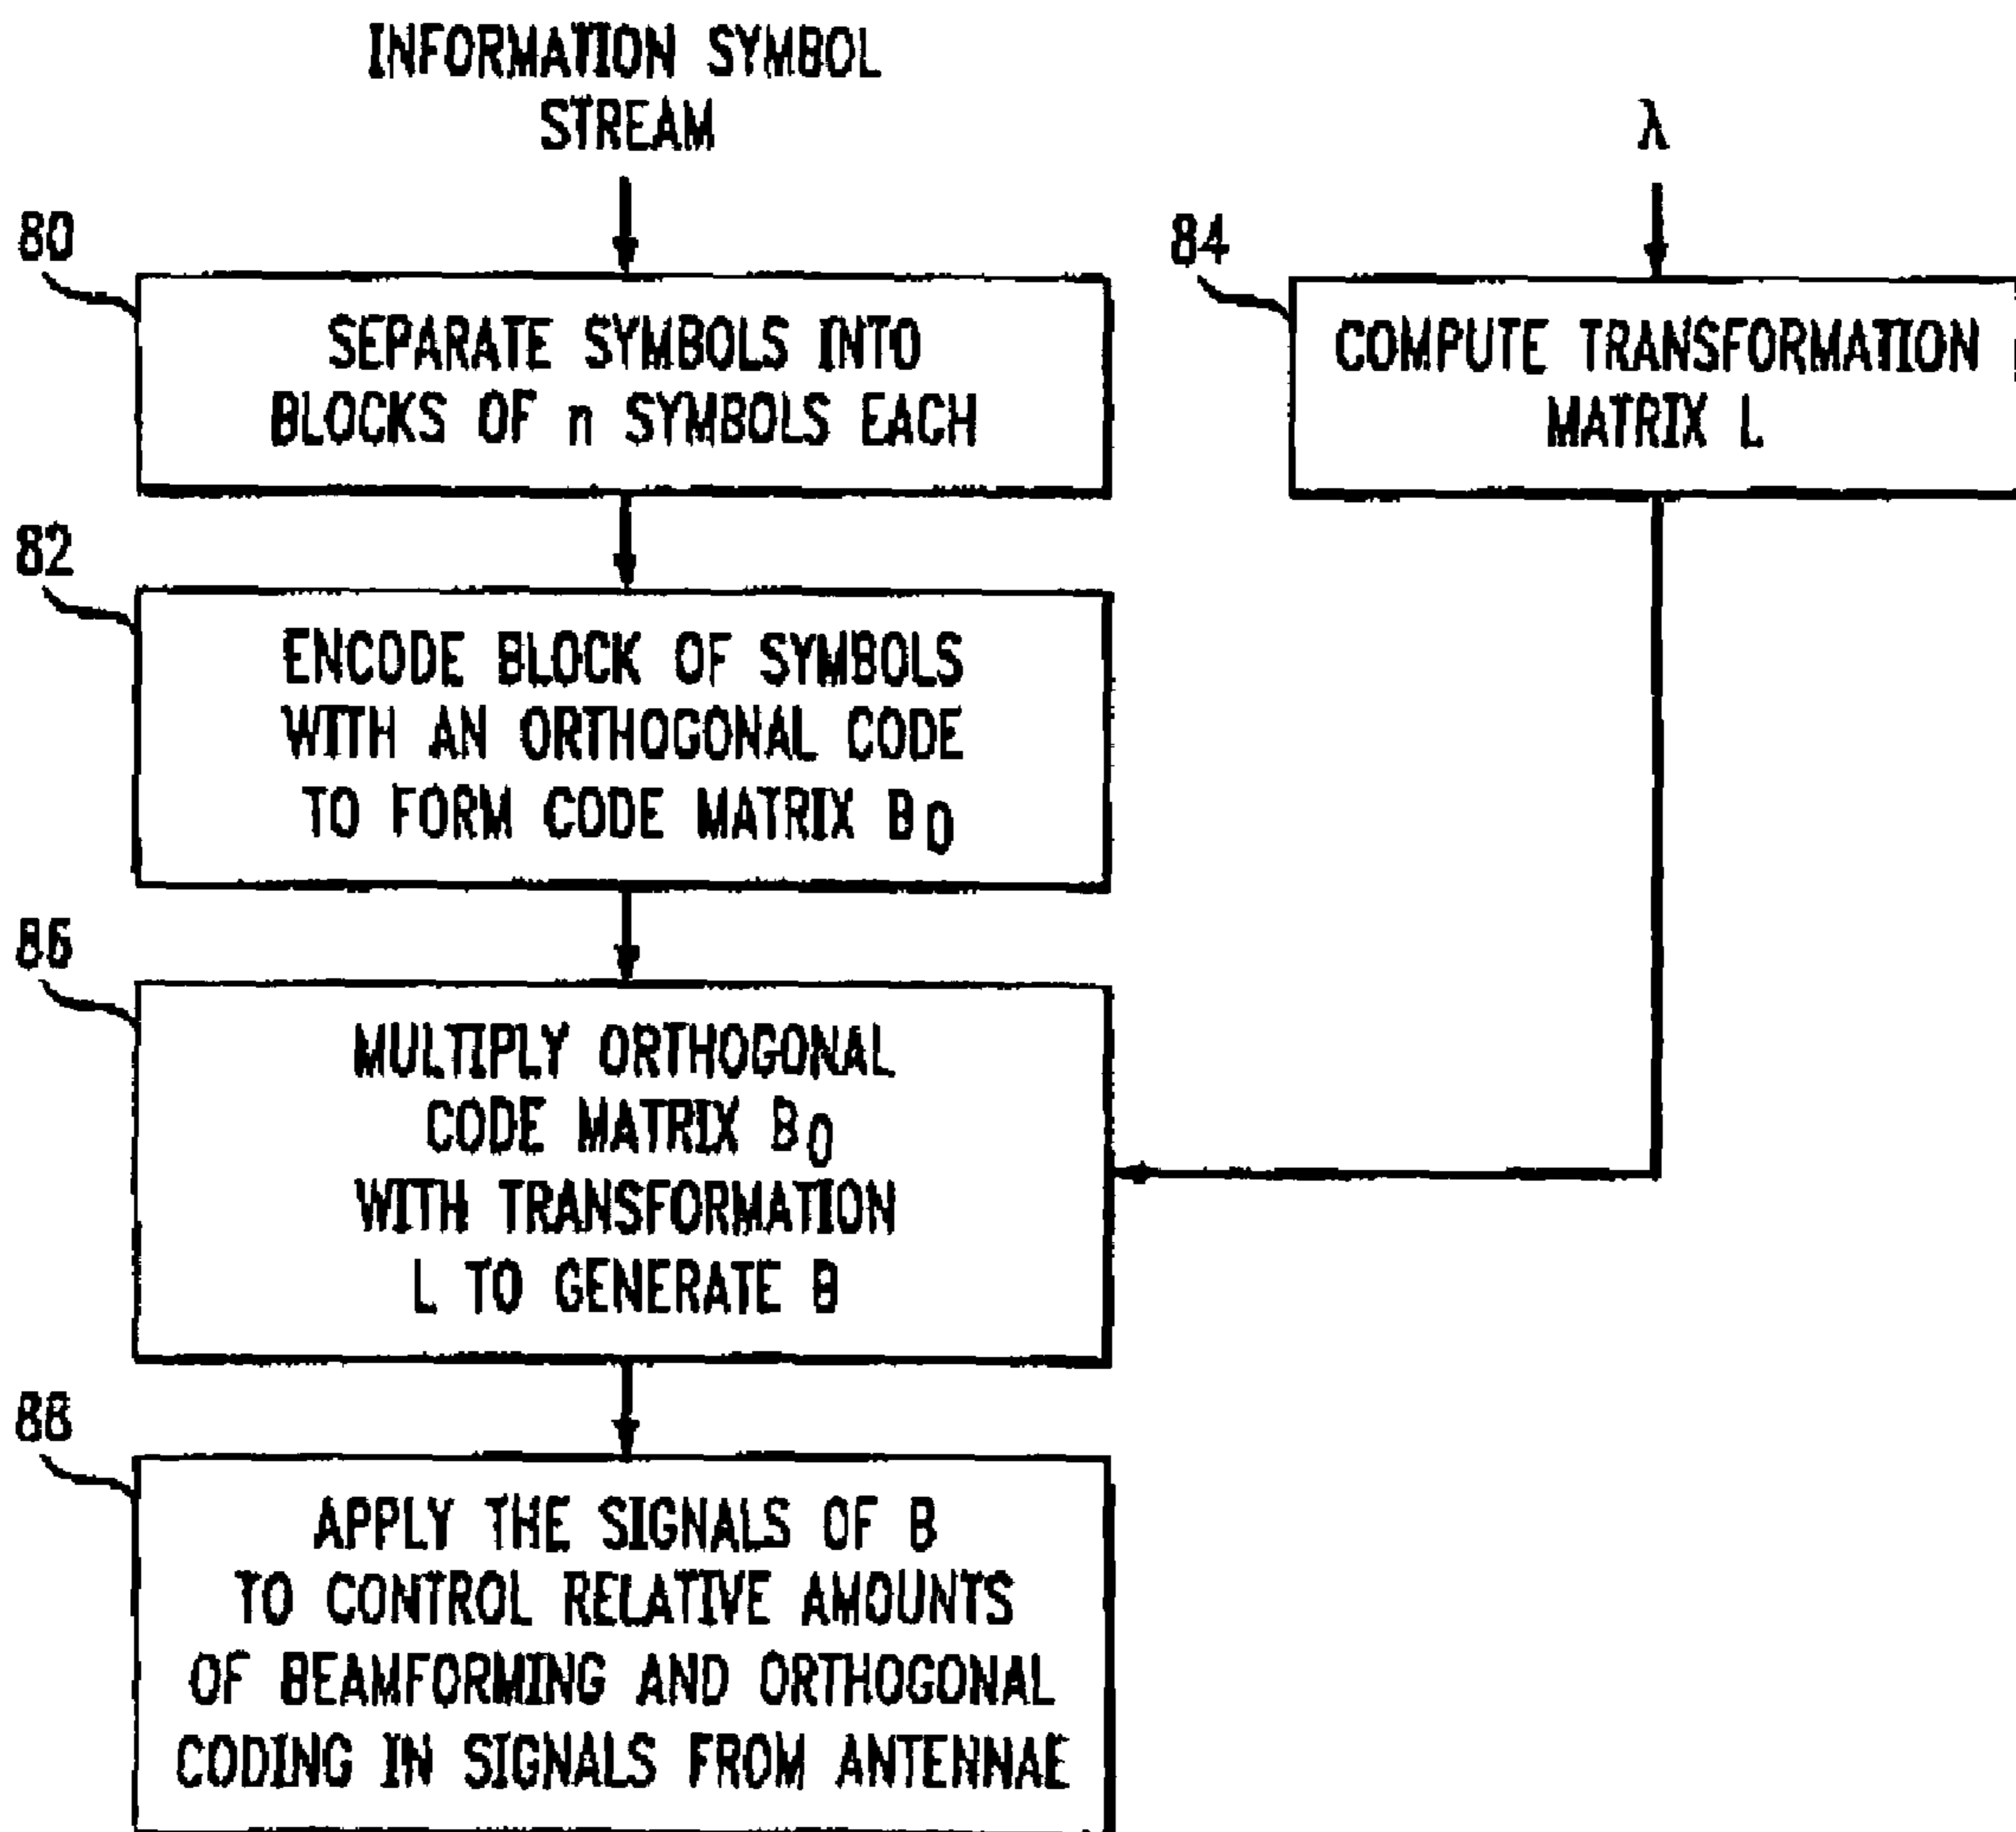 INFORMATION SYMBOL
STREAM
λ
80
SEPARATE SYMBOLS INTO
BLOCKS OF n SYMBOLS EACH
84
COMPUTE TRANSFORMATION
MATRIX L
82
ENCODE BLOCK OF SYMBOLS
WITH AN ORTHOGONAL CODE
TO FORM CODE MATRIX B0
86
MULTIPLY ORTHOGONAL
CODE MATRIX B0
WITH TRANSFORMATION
L TO GENERATE B
88
APPLY THE SIGNALS OF B
TO CONTROL RELATIVE AMOUNTS
OF BEAMFORMING AND ORTHOGONAL
CODING IN SIGNALS FROM ANTENNAE